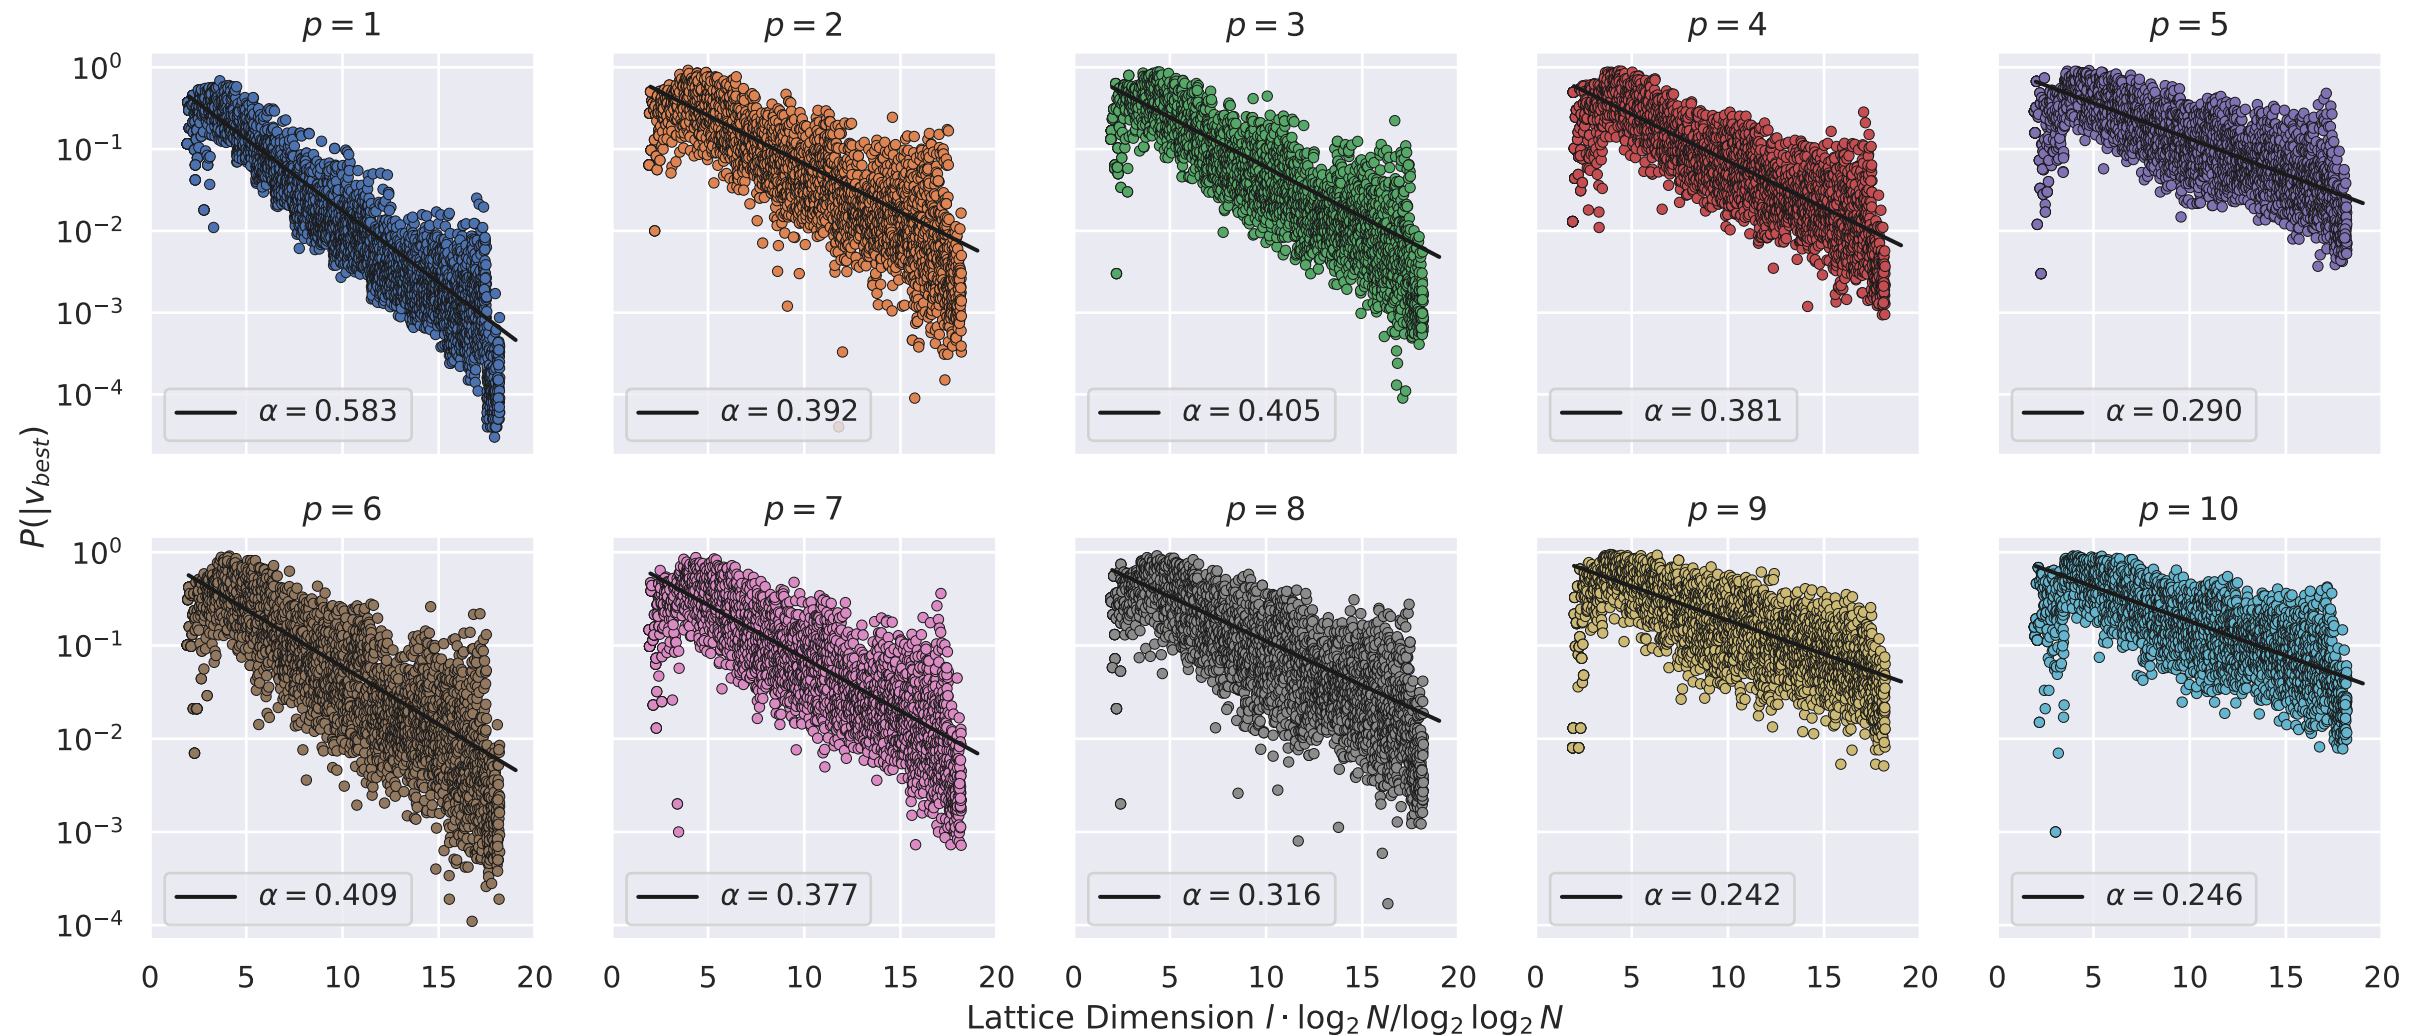 p = 1
p = 2
p = 3
p = 4
p = 5
10⁰
10⁻¹
10⁻²
10⁻³
10⁻⁴
α = 0.583
α = 0.392
α = 0.405
α = 0.381
α = 0.290
P(|v_best⟩)
p = 6
p = 7
p = 8
p = 9
p = 10
10⁰
10⁻¹
10⁻²
10⁻³
10⁻⁴
α = 0.409
α = 0.377
α = 0.316
α = 0.242
α = 0.246
0 5 10 15 20
0 5 10 15 20
0 5 10 15 20
0 5 10 15 20
0 5 10 15 20
Lattice Dimension l · log₂ N/log₂ log₂ N